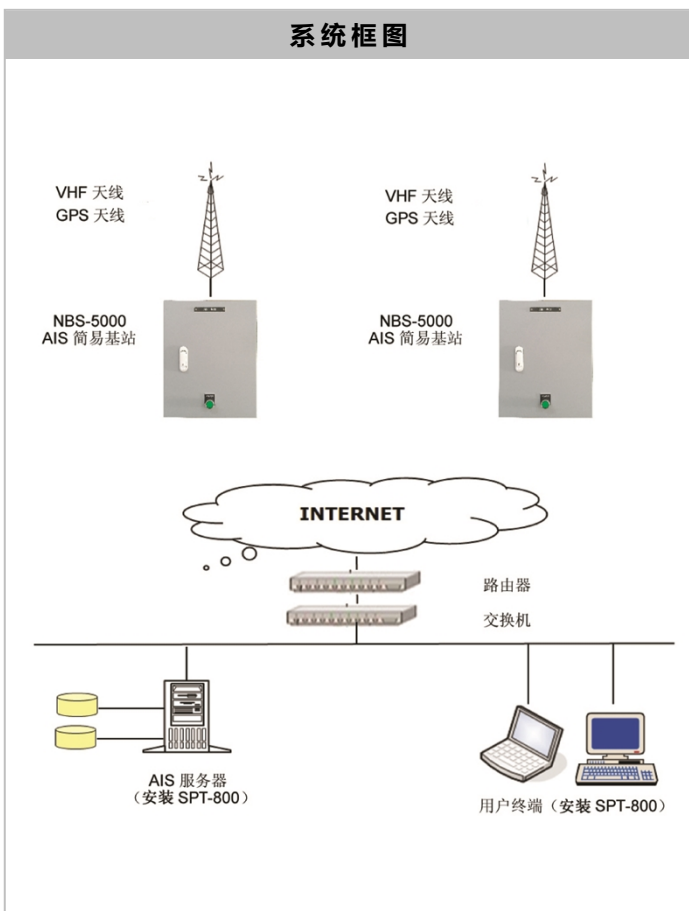 系统框图
VHF 天线
GPS 天线
VHF 天线
GPS 天线
NBS-5000
AIS 简易基站
NBS-5000
AIS 简易基站
INTERNET
路由器
交换机
AIS 服务器
（安装 SPT-800）
用户终端（安装 SPT-800）